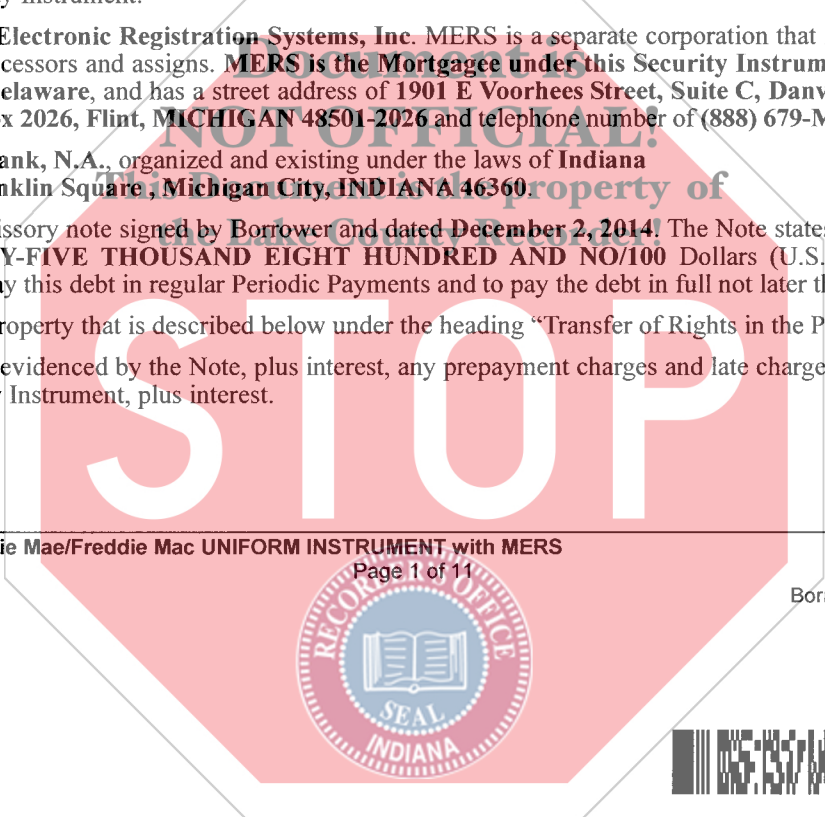 y Instrument.
Electronic Registration Systems, Inc. MERS is a separate corporation that
cessors and assigns. MERS is the Mortgagee under this Security Instrum
elaware, and has a street address of 1901 E Voorhees Street, Suite C, Danv
x 2026, Flint, MICHIGAN 48501-2026 and telephone number of (888) 679-M
ank, N.A., organized and existing under the laws of Indiana
nklin Square , Michigan City, INDIANA 46360.
issory note signed by Borrower and dated December 2, 2014. The Note states
Y-FIVE THOUSAND EIGHT HUNDRED AND NO/100 Dollars (U.S.
y this debt in regular Periodic Payments and to pay the debt in full not later th
roperty that is described below under the heading “Transfer of Rights in the P
evidenced by the Note, plus interest, any prepayment charges and late charge
Instrument, plus interest.
Document is
NOT OFFICIAL!
This Document is the property of
the Lake County Recorder!
STOP
ie Mae/Freddie Mac UNIFORM INSTRUMENT with MERS
Page 1 of 11
RECORDER'S OFFICE
SEAL
INDIANA